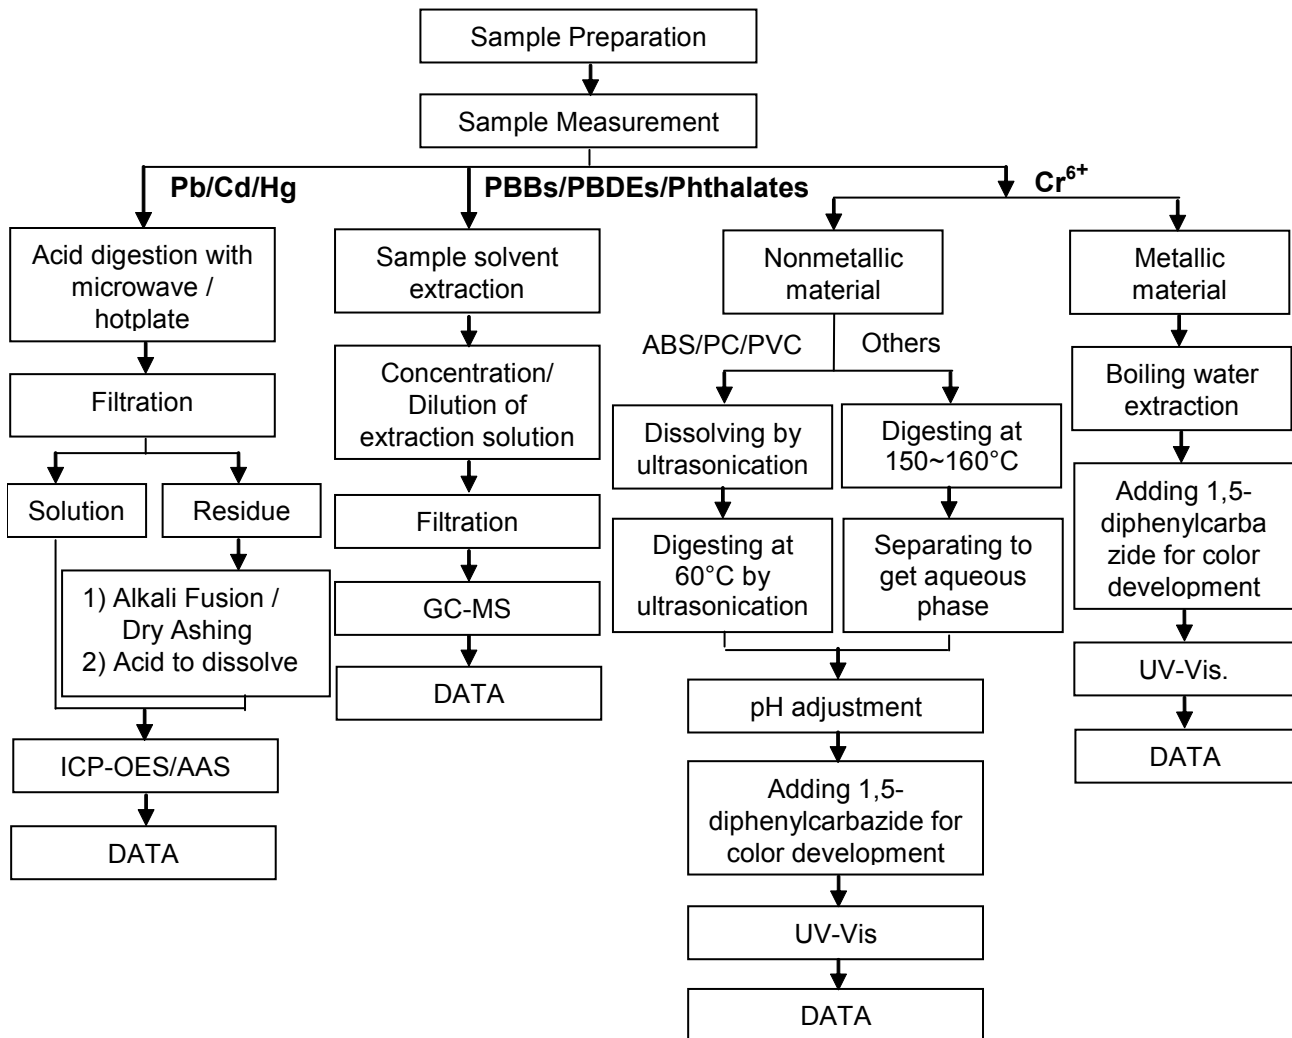 Sample Preparation
Sample Measurement
Pb/Cd/Hg
PBBs/PBDEs/Phthalates
Cr⁶⁺
Acid digestion with
microwave /
hotplate
Filtration
Solution
Residue
1) Alkali Fusion /
Dry Ashing
2) Acid to dissolve
ICP-OES/AAS
DATA
Sample solvent
extraction
Concentration/
Dilution of
extraction solution
Filtration
GC-MS
DATA
Nonmetallic
material
ABS/PC/PVC
Others
Dissolving by
ultrasonication
Digesting at
60°C by
ultrasonication
Digesting at
150~160°C
Separating to
get aqueous
phase
pH adjustment
Adding 1,5-
diphenylcarbazide for
color development
UV-Vis
DATA
Metallic
material
Boiling water
extraction
Adding 1,5-
diphenylcarba
zide for color
development
UV-Vis.
DATA